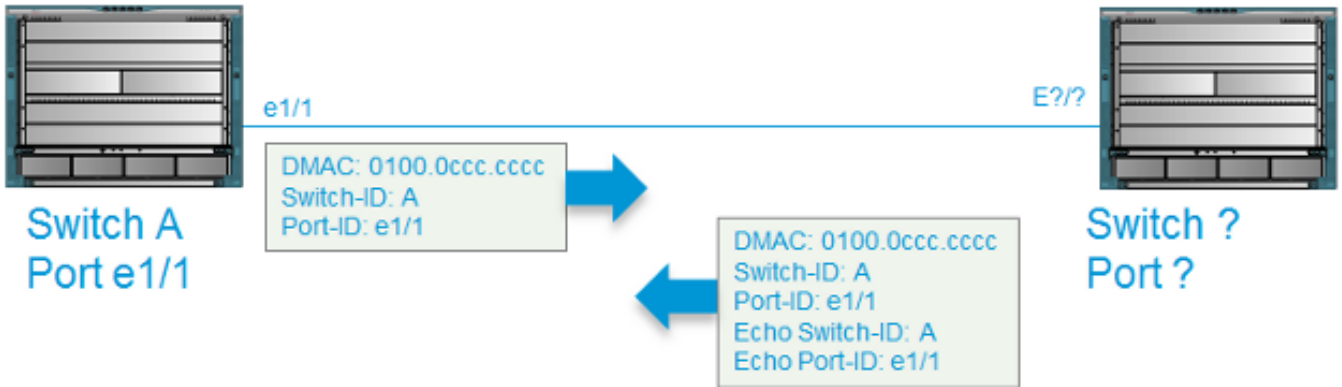 e1/1
E?/?
DMAC: 0100.0ccc.cccc
Switch-ID: A
Port-ID: e1/1
Switch A
Port e1/1
DMAC: 0100.0ccc.cccc
Switch-ID: A
Port-ID: e1/1
Echo Switch-ID: A
Echo Port-ID: e1/1
Switch ?
Port ?